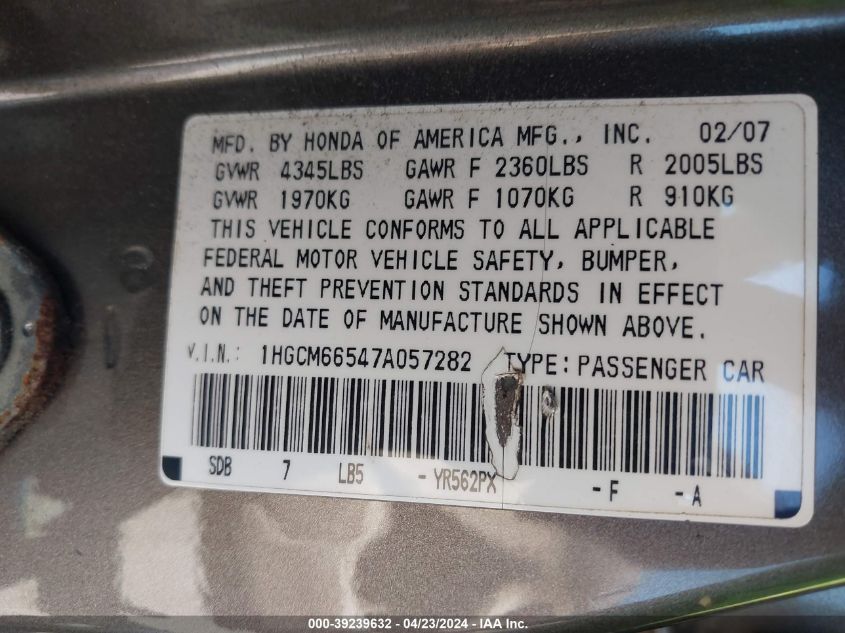 MFD. BY HONDA OF AMERICA MFG., INC. 02/07
GVWR 4345LBS GAWR F 2360LBS R 2005LBS
GVWR 1970KG GAWR F 1070KG R 910KG
THIS VEHICLE CONFORMS TO ALL APPLICABLE
FEDERAL MOTOR VEHICLE SAFETY, BUMPER,
AND THEFT PREVENTION STANDARDS IN EFFECT
ON THE DATE OF MANUFACTURE SHOWN ABOVE.
V.I.N.: 1HGCM66547A057282 TYPE: PASSENGER CAR
SDB 7 LB5 - YR562PX - F - A
000-39239632 - 04/23/2024 - IAA Inc.